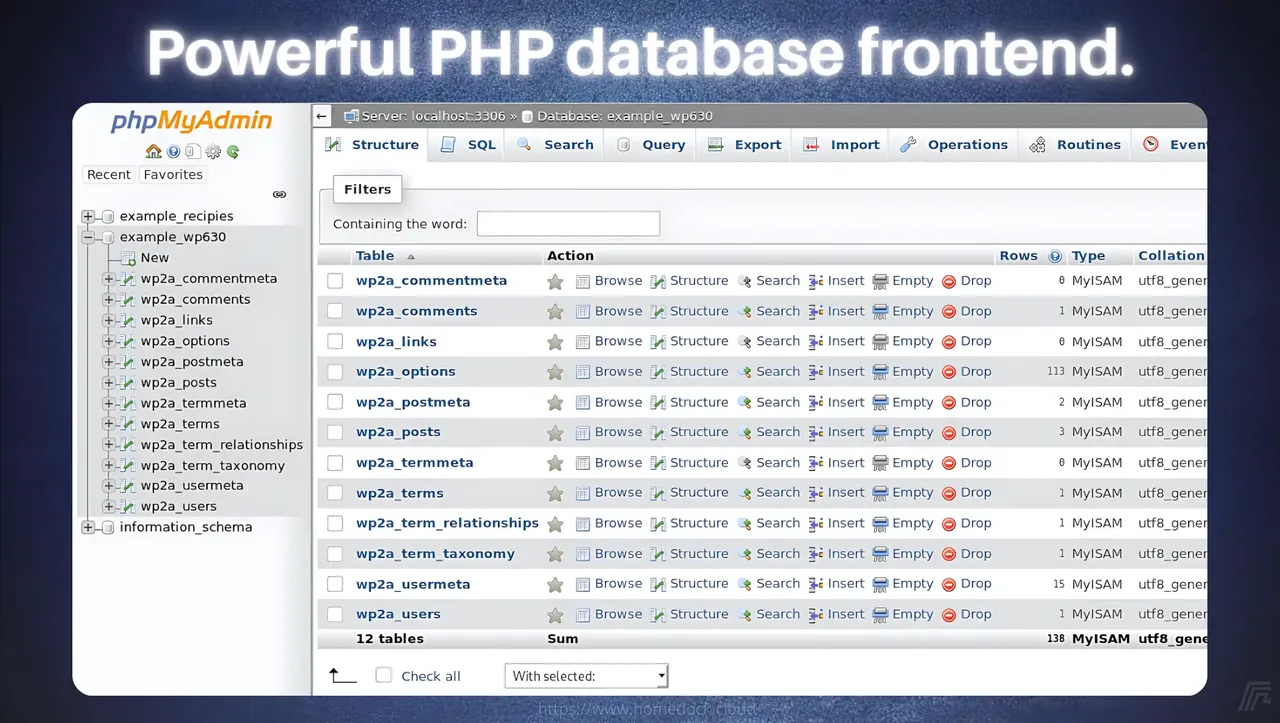 Powerful PHP database frontend.
phpMyAdmin
Recent Favorites
example_recipies
example_wp630
New
wp2a_commentmeta
wp2a_comments
wp2a_links
wp2a_options
wp2a_postmeta
wp2a_posts
wp2a_termmeta
wp2a_terms
wp2a_term_relationships
wp2a_term_taxonomy
wp2a_usermeta
wp2a_users
information_schema
Server: localhost:3306 » Database: example_wp630
Structure SQL Search Query Export Import Operations Routines Even
Filters
Containing the word:
Table Action Rows Type Collation
wp2a_commentmeta Browse Structure Search Insert Empty Drop 0 MyISAM utf8_gener
wp2a_comments Browse Structure Search Insert Empty Drop 1 MyISAM utf8_gener
wp2a_links Browse Structure Search Insert Empty Drop 0 MyISAM utf8_gener
wp2a_options Browse Structure Search Insert Empty Drop 113 MyISAM utf8_gener
wp2a_postmeta Browse Structure Search Insert Empty Drop 2 MyISAM utf8_gener
wp2a_posts Browse Structure Search Insert Empty Drop 3 MyISAM utf8_gener
wp2a_termmeta Browse Structure Search Insert Empty Drop 0 MyISAM utf8_gener
wp2a_terms Browse Structure Search Insert Empty Drop 1 MyISAM utf8_gener
wp2a_term_relationships Browse Structure Search Insert Empty Drop 1 MyISAM utf8_gener
wp2a_term_taxonomy Browse Structure Search Insert Empty Drop 1 MyISAM utf8_gener
wp2a_usermeta Browse Structure Search Insert Empty Drop 15 MyISAM utf8_gener
wp2a_users Browse Structure Search Insert Empty Drop 1 MyISAM utf8_gener
12 tables Sum 138 MyISAM utf8_gene
Check all With selected:
https://www.homedock.cloud